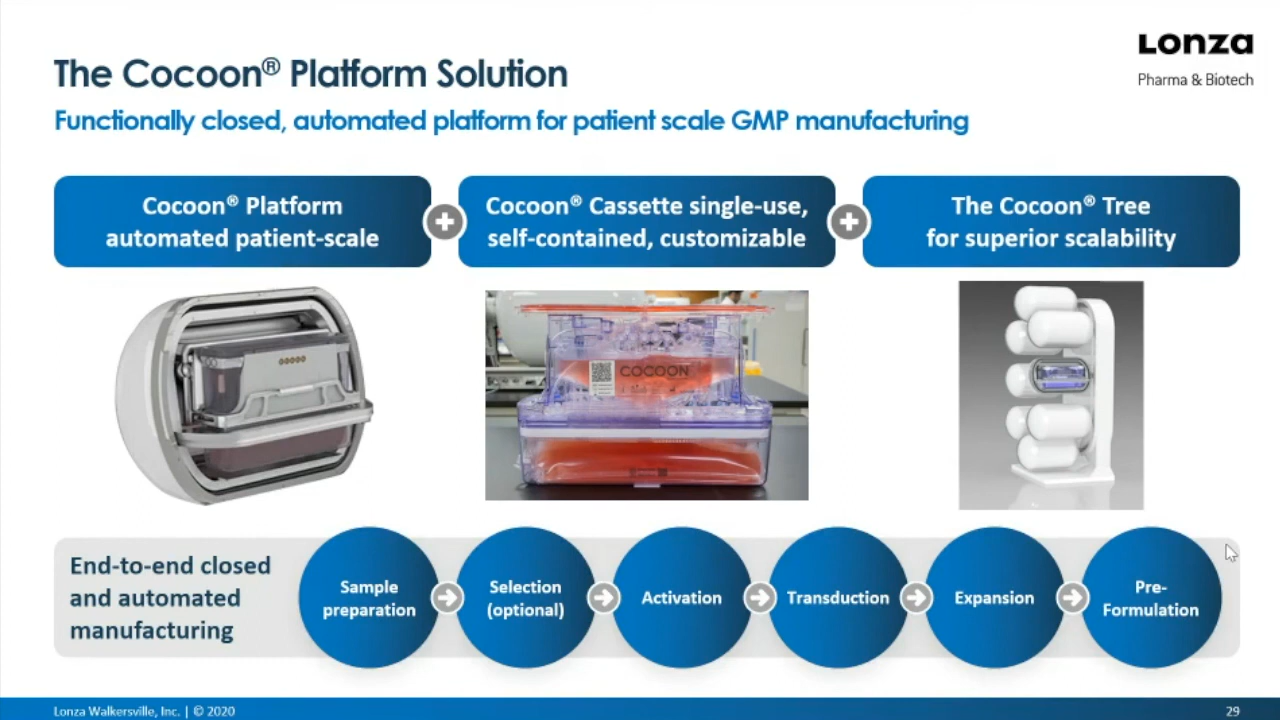 Lonza
Pharma & Biotech
The Cocoon® Platform Solution
Functionally closed, automated platform for patient scale GMP manufacturing
Cocoon® Platform
automated patient-scale
Cocoon® Cassette single-use,
self-contained, customizable
The Cocoon® Tree
for superior scalability
COCOON
End-to-end closed
and automated
manufacturing
Sample
preparation
Selection
(optional)
Activation
Transduction
Expansion
Pre-
Formulation
Lonza Walkersville, Inc. | © 2020
29